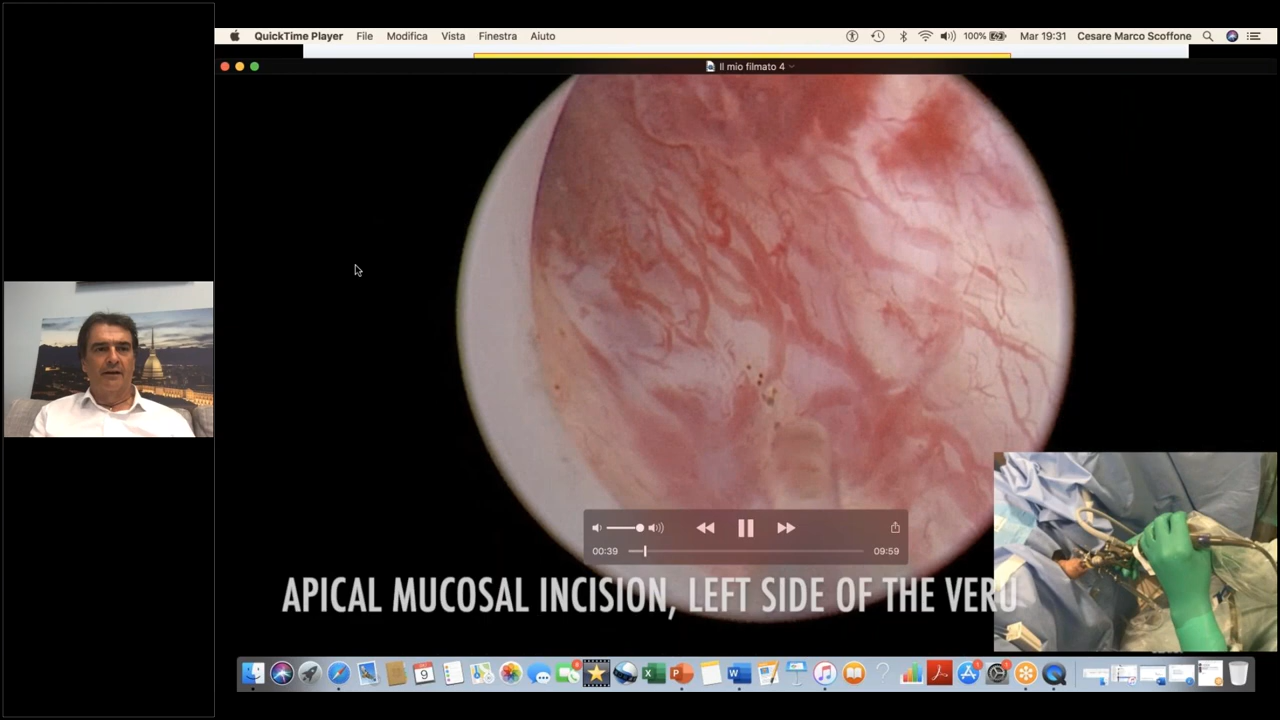 QuickTime Player File Modifica Vista Finestra Aiuto 100% Mar 19:31 Cesare Marco Scoffone
Il mio filmato 4
00:39 09:59
APICAL MUCOSAL INCISION, LEFT SIDE OF THE VERU
9